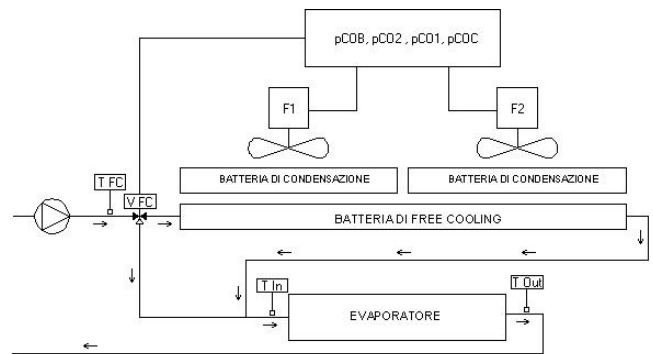 pCOB, pCO2 , pCO1, pCOC
F1
F2
BATTERIA DI CONDENSAZIONE
BATTERIA DI CONDENSAZIONE
T FC
V FC
BATTERIA DI FREE COOLING
T In
T Out
EVAPORATORE